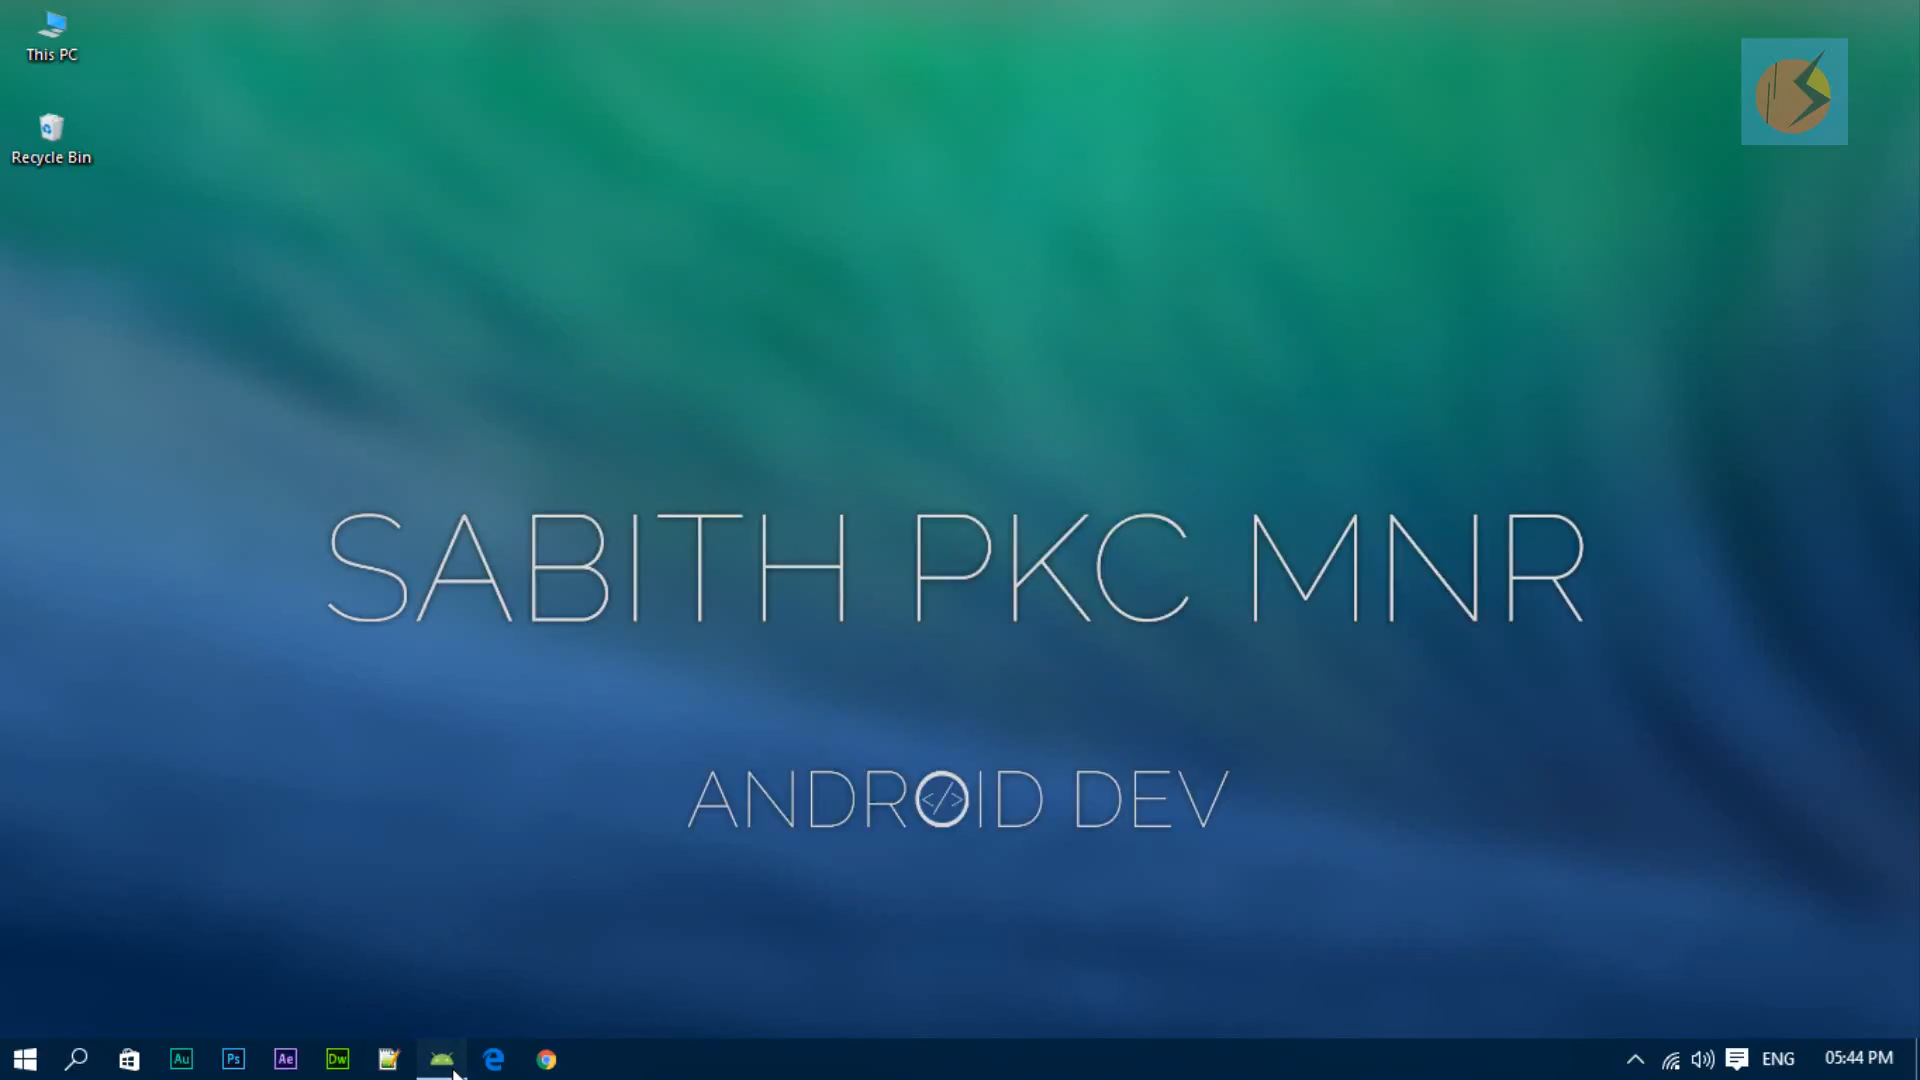 This PC
Recycle Bin
SABITH PKC MNR
ANDROID DEV
Au Ps Ae Dw ENG 05:44 PM